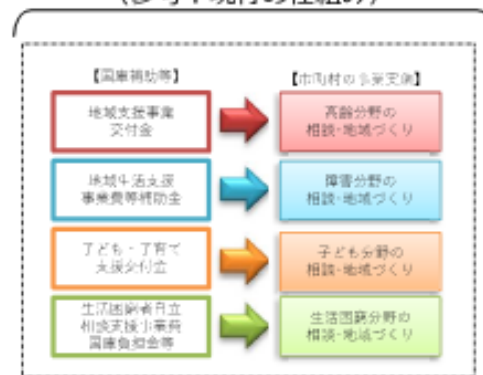 (参考:現行の仕組み)
【国庫補助等】
【市町村の事業実施】
地域支援事業
交付金
高齢分野の
相談・地域づくり
地域生活支援
事業費等補助金
障害分野の
相談・地域づくり
子ども・子育て
支援交付金
子ども分野の
相談・地域づくり
生活困窮者自立
相談支援事業費
国庫負担金等
生活困窮分野の
相談・地域づくり